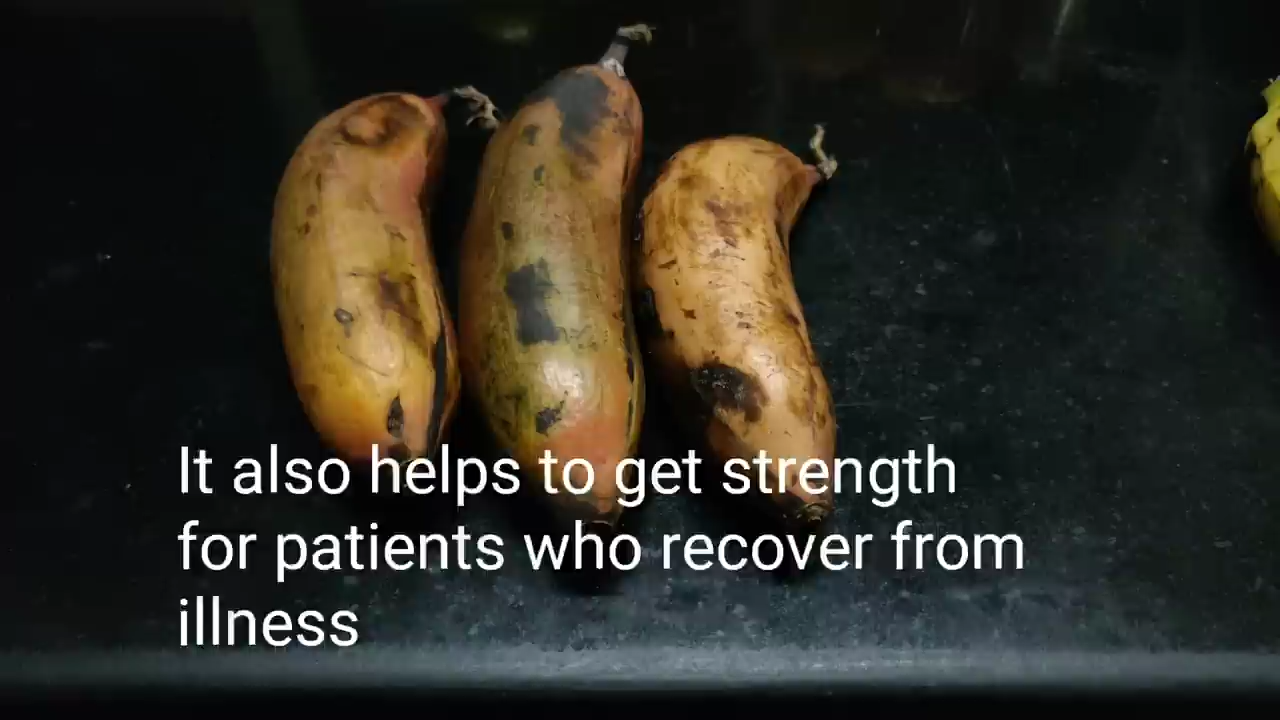 It also helps to get strength
for patients who recover from
illness